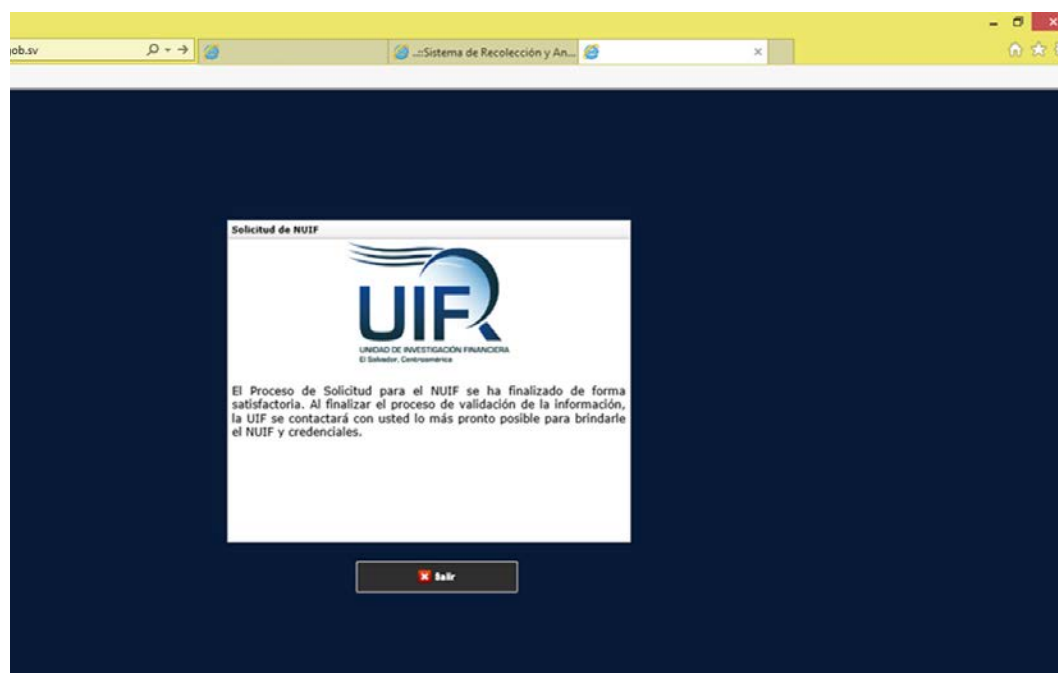 ob.sv
..::Sistema de Recolección y An...
Solicitud de NUIF
UIF
UNIDAD DE INVESTIGACIÓN FINANCIERA
El Salvador, Centroamérica
El Proceso de Solicitud para el NUIF se ha finalizado de forma
satisfactoria. Al finalizar el proceso de validación de la información,
la UIF se contactará con usted lo más pronto posible para brindarle
el NUIF y credenciales.
Salir